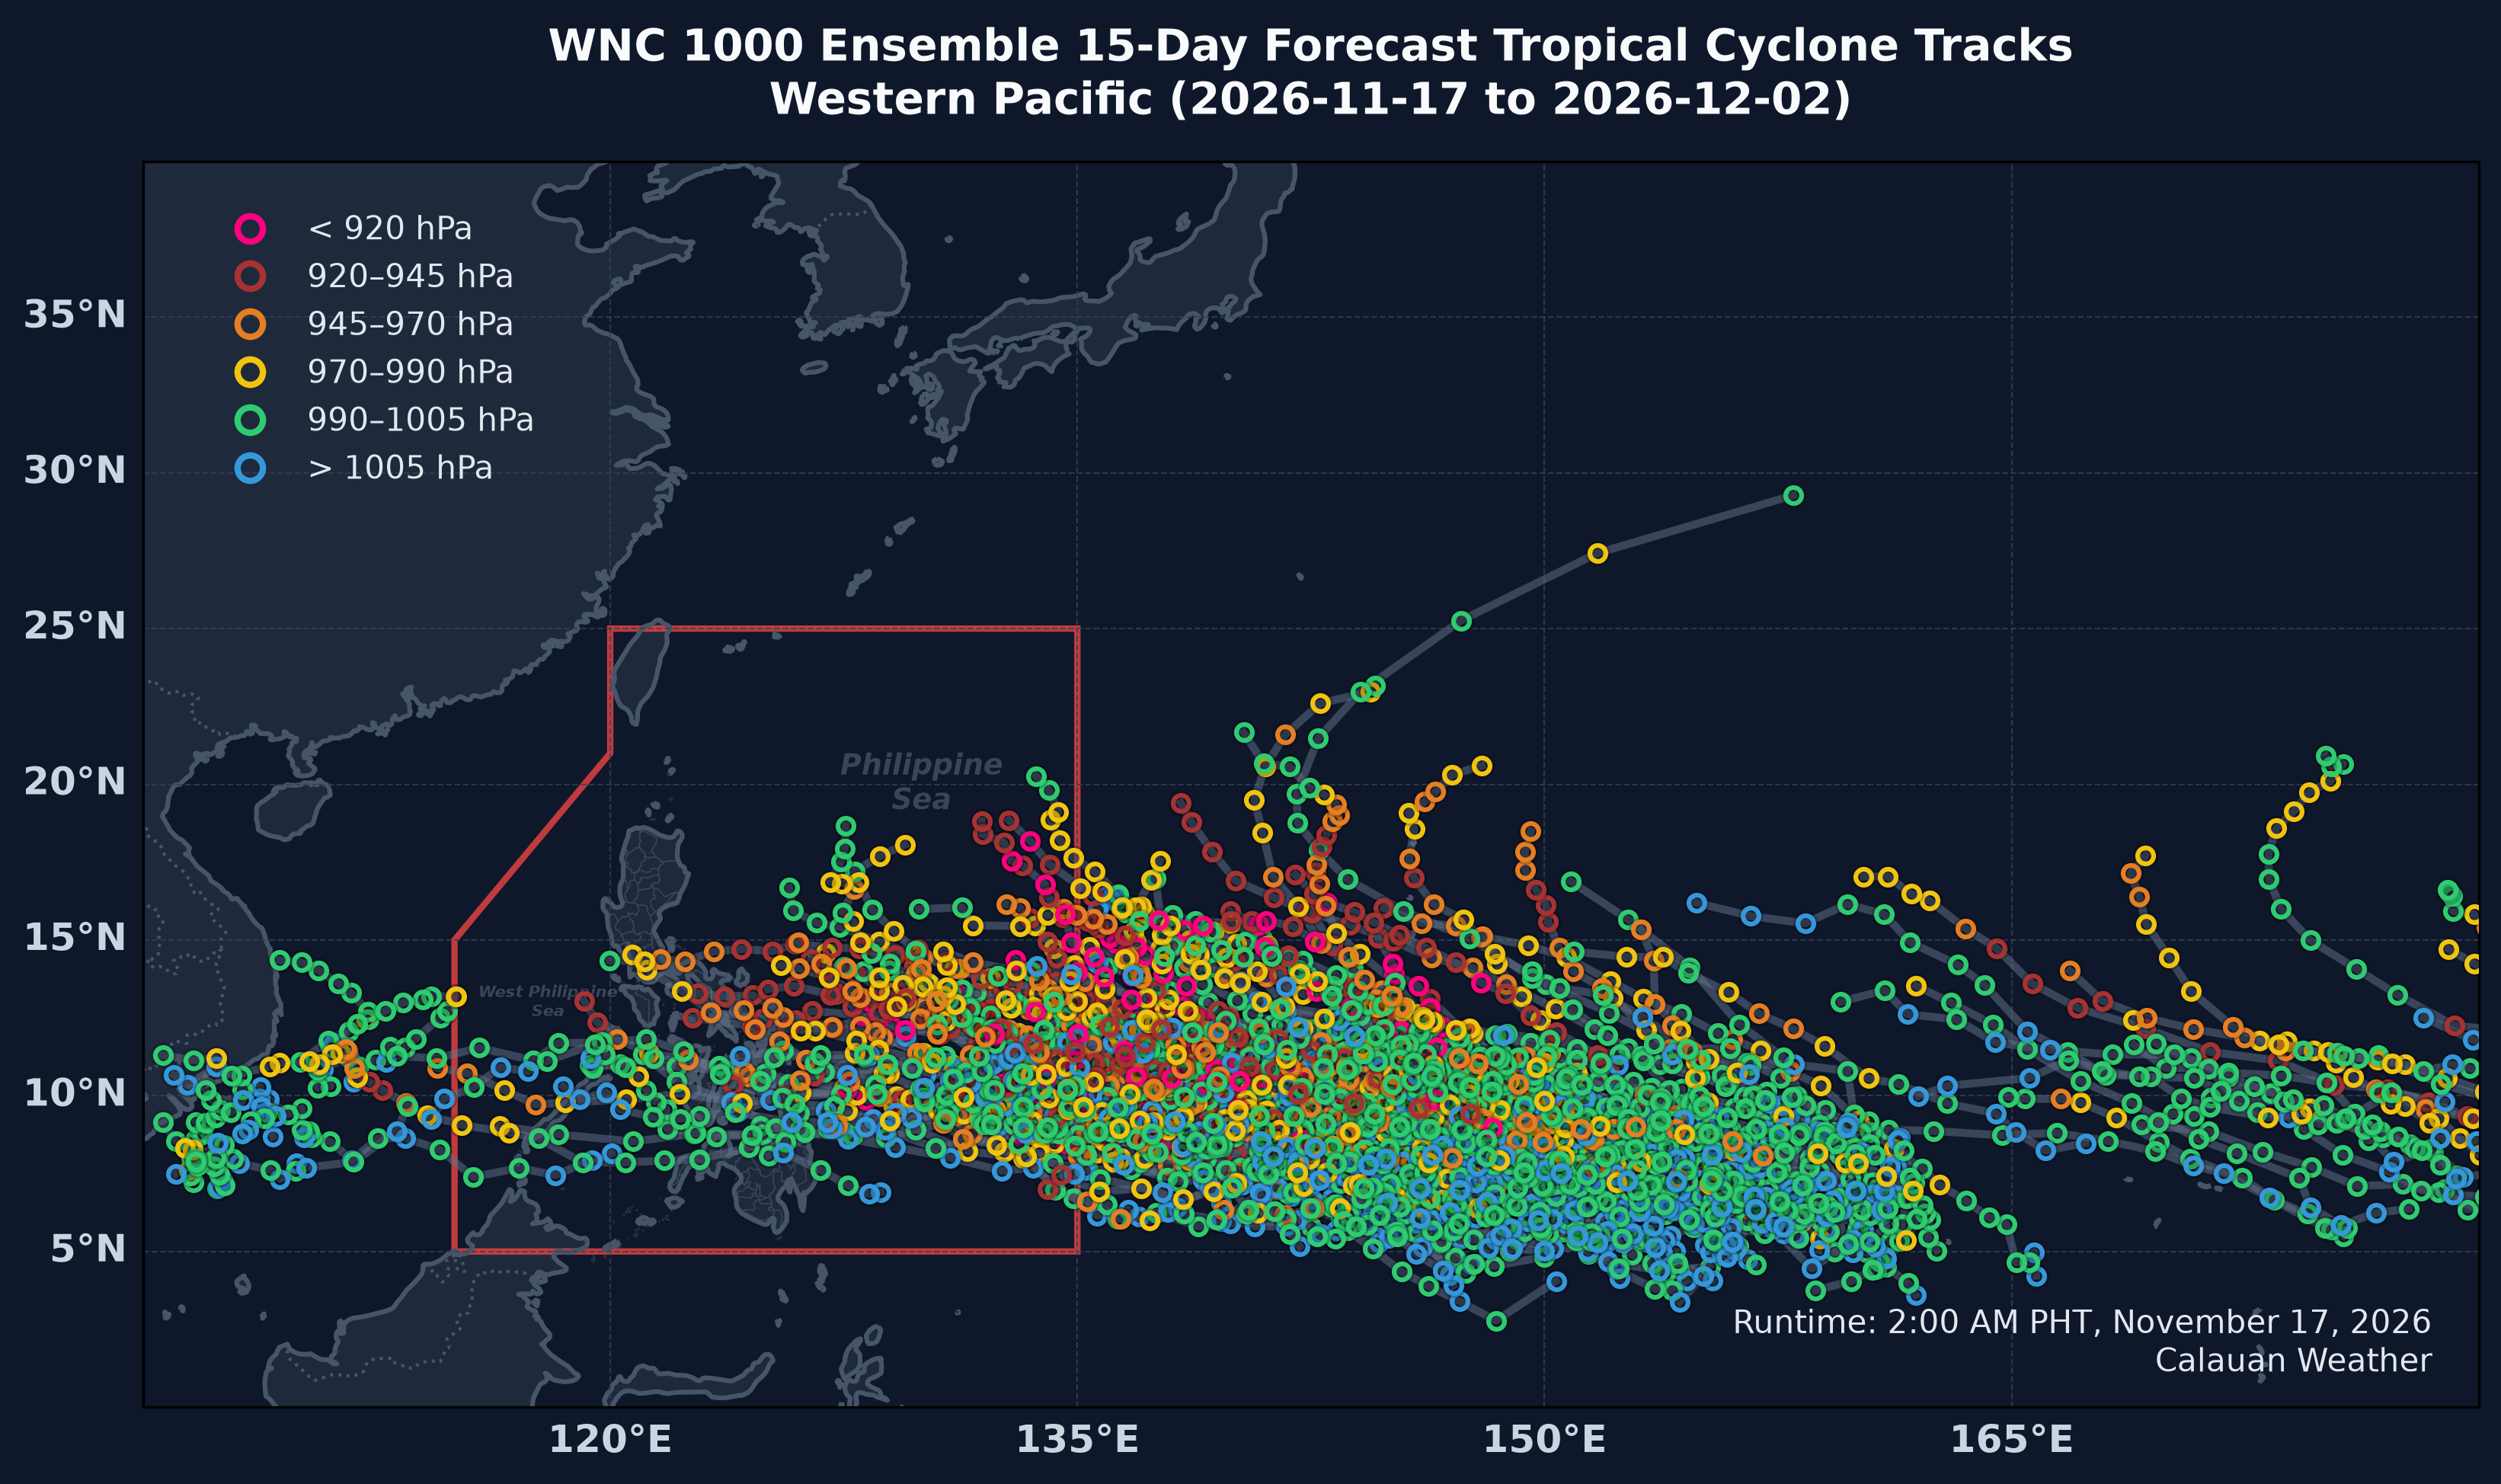 WNC 1000 Ensemble 15-Day Forecast Tropical Cyclone Tracks
Western Pacific (2026-11-17 to 2026-12-02)
< 920 hPa
920–945 hPa
945–970 hPa
970–990 hPa
990–1005 hPa
> 1005 hPa
35°N
30°N
25°N
20°N
15°N
10°N
5°N
Philippine
Sea
West Philippine
Sea
Runtime: 2:00 AM PHT, November 17, 2026
Calauan Weather
120°E
135°E
150°E
165°E